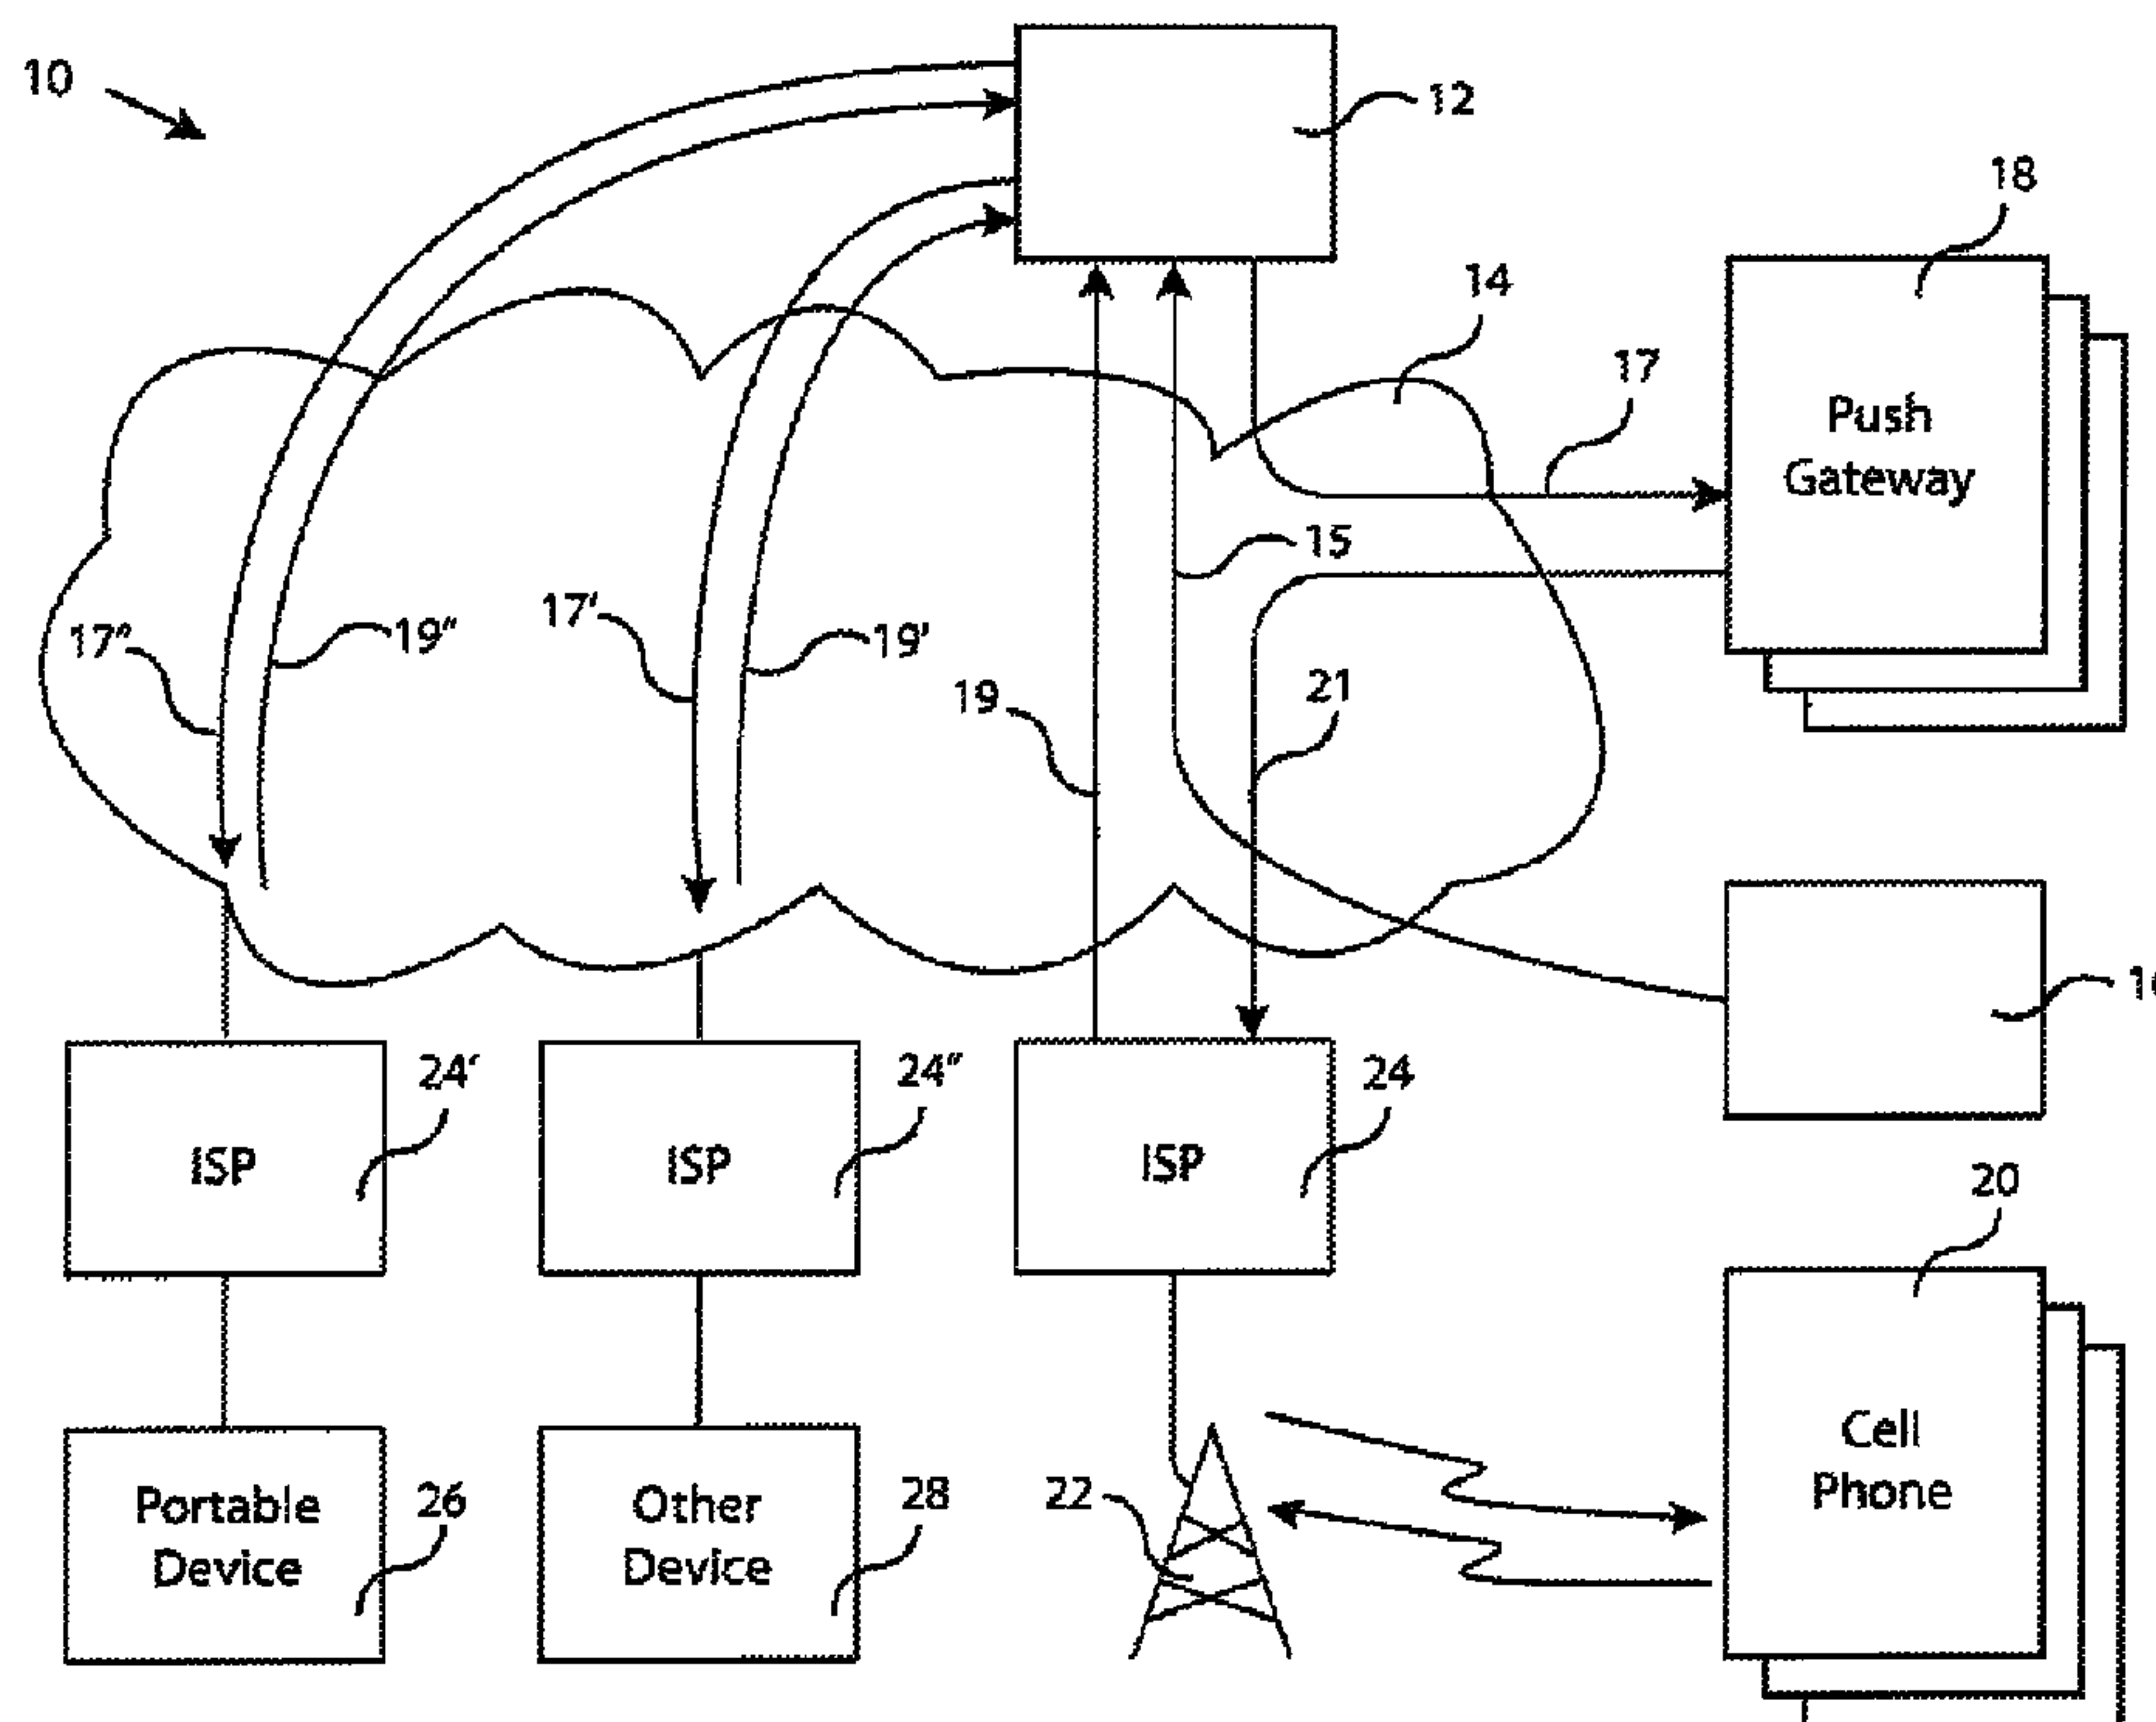 10
12
18
14
17
Push
Gateway
15
17"
19"
17'
19'
19
21
24'
24"
24
ISP
ISP
ISP
20
26
28
22
Portable
Device
Other
Device
Cell
Phone